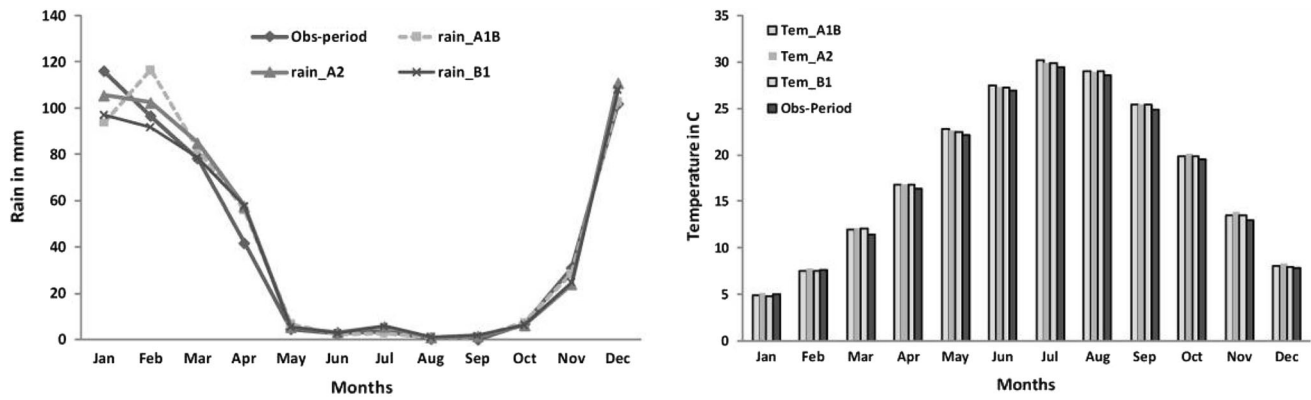 140
120
100
80
60
40
20
0
Rain in mm
Obs-period
rain_A1B
rain_A2
rain_B1
Jan Feb Mar Apr May Jun Jul Aug Sep Oct Nov Dec
Months
35
30
25
20
15
10
5
0
Temperature in C
Tem_A1B
Tem_A2
Tem_B1
Obs-Period
Jan Feb Mar Apr May Jun Jul Aug Sep Oct Nov Dec
Months